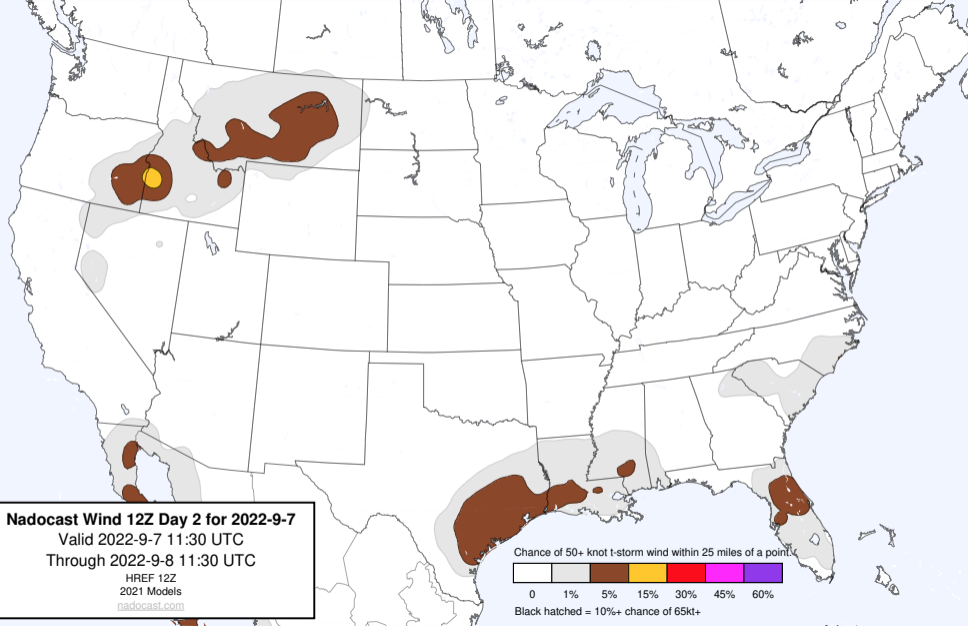 Nadocast Wind 12Z Day 2 for 2022-9-7
Valid 2022-9-7 11:30 UTC
Through 2022-9-8 11:30 UTC
HREF 12Z
2021 Models
nadocast.com
Chance of 50+ knot t-storm wind within 25 miles of a point.
0 1% 5% 15% 30% 45% 60%
Black hatched = 10%+ chance of 65kt+